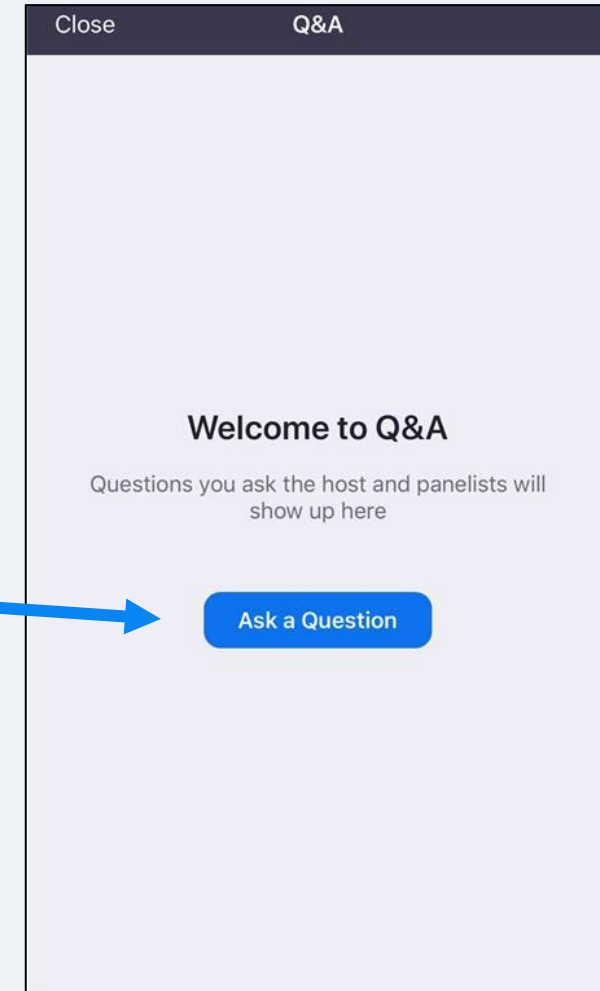 Close Q&A
Welcome to Q&A
Questions you ask the host and panelists will
show up here
Ask a Question